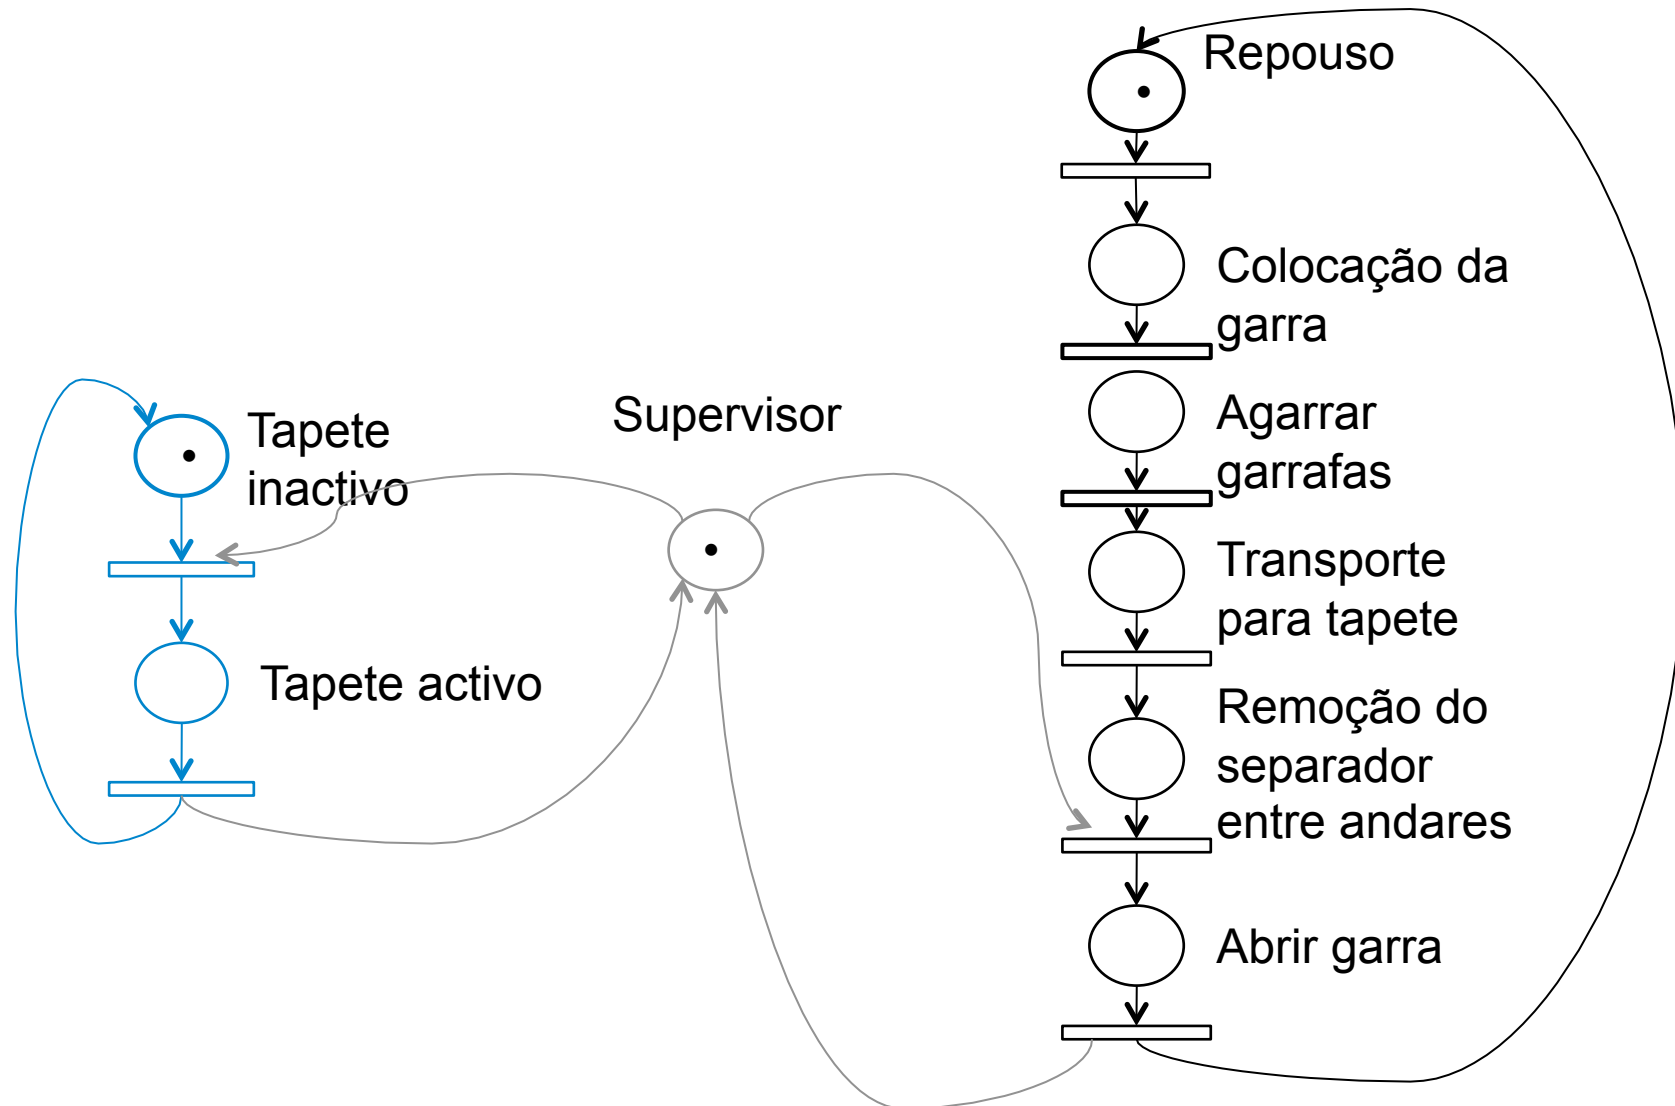 Repouso
Colocação da
garra
Agarrar
garrafas
Tapete
inactivo
Supervisor
Transporte
para tapete
Tapete activo
Remoção do
separador
entre andares
Abrir garra